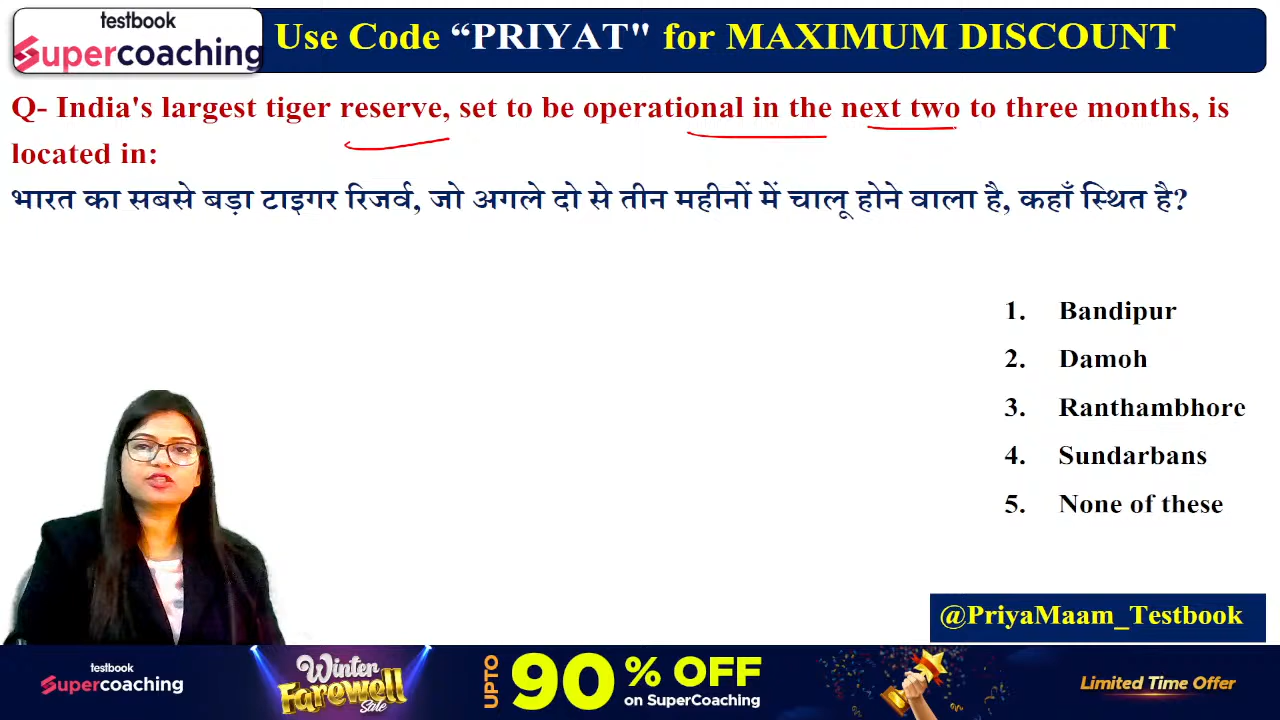 testbook
Supercoaching
Use Code “PRIYAT" for MAXIMUM DISCOUNT
Q- India's largest tiger reserve, set to be operational in the next two to three months, is
located in:
भारत का सबसे बड़ा टाइगर रिजर्व, जो अगले दो से तीन महीनों में चालू होने वाला है, कहाँ स्थित है?
1. Bandipur
2. Damoh
3. Ranthambhore
4. Sundarbans
5. None of these
@PriyaMaam_Testbook
testbook
Supercoaching
Winter
Farewell
Sale
UPTO
90% OFF
on SuperCoaching
Limited Time Offer